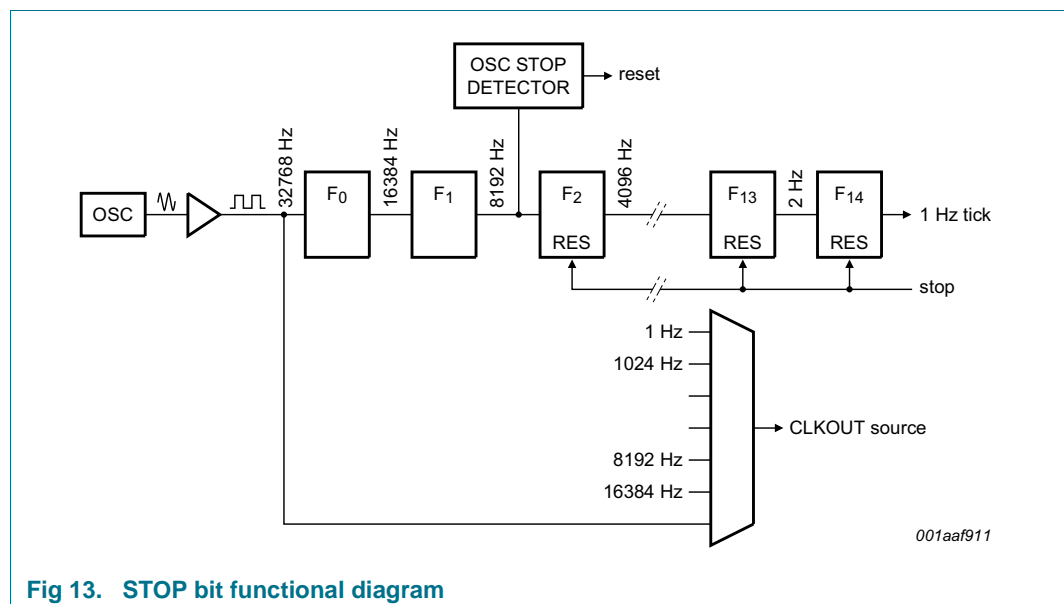 OSC STOP
DETECTOR
reset
32768 Hz
16384 Hz
8192 Hz
4096 Hz
2 Hz
OSC
F0
F1
F2
RES
F13
RES
F14
RES
1 Hz tick
stop
1 Hz
1024 Hz
CLKOUT source
8192 Hz
16384 Hz
001aaf911
Fig 13. STOP bit functional diagram